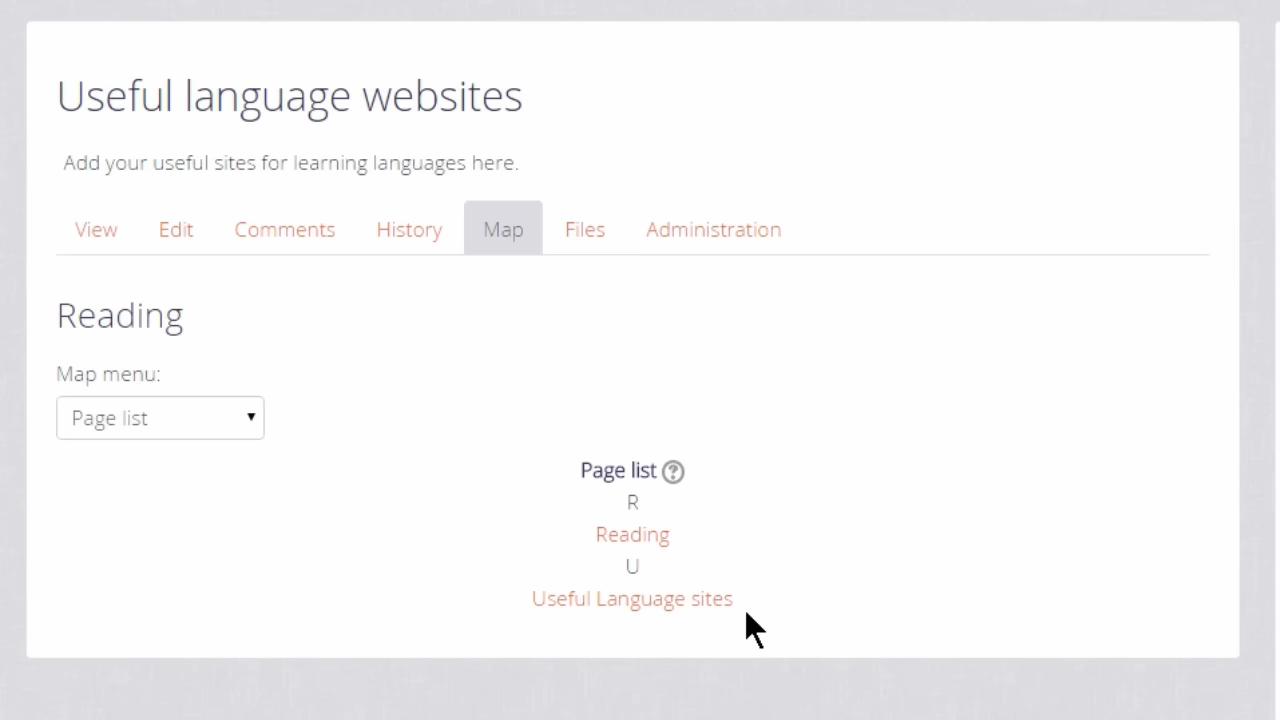 Useful language websites
Add your useful sites for learning languages here.
View Edit Comments History Map Files Administration
Reading
Map menu:
Page list
Page list
R
Reading
U
Useful Language sites